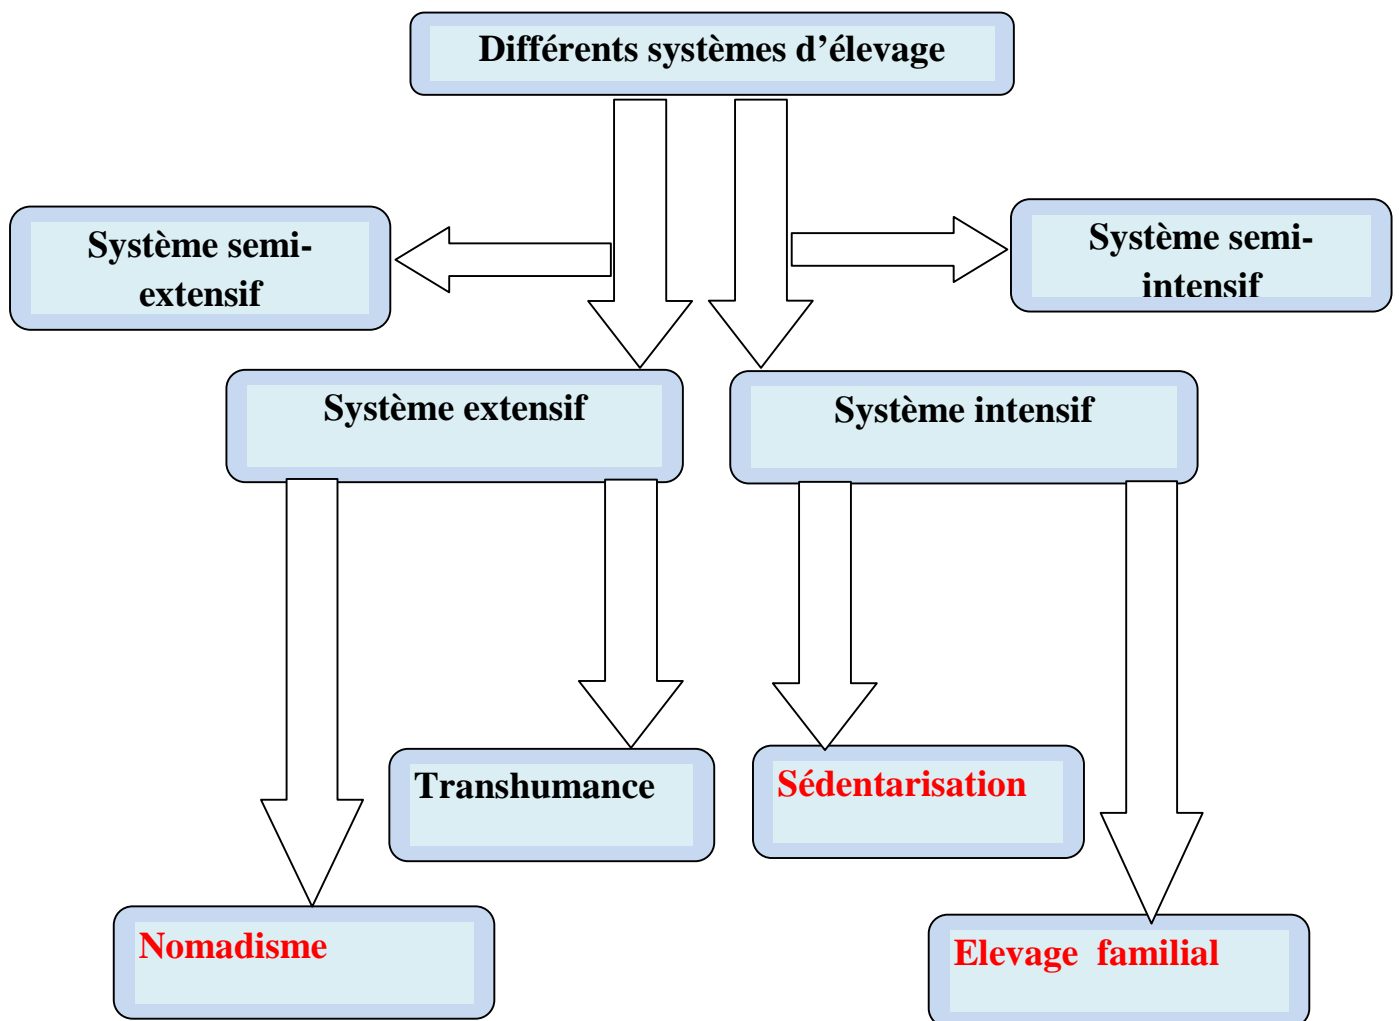 Différents systèmes d’élevage
Système semi-
extensif
Système semi-
intensif
Système extensif
Système intensif
Transhumance
Sédentarisation
Nomadisme
Elevage familial